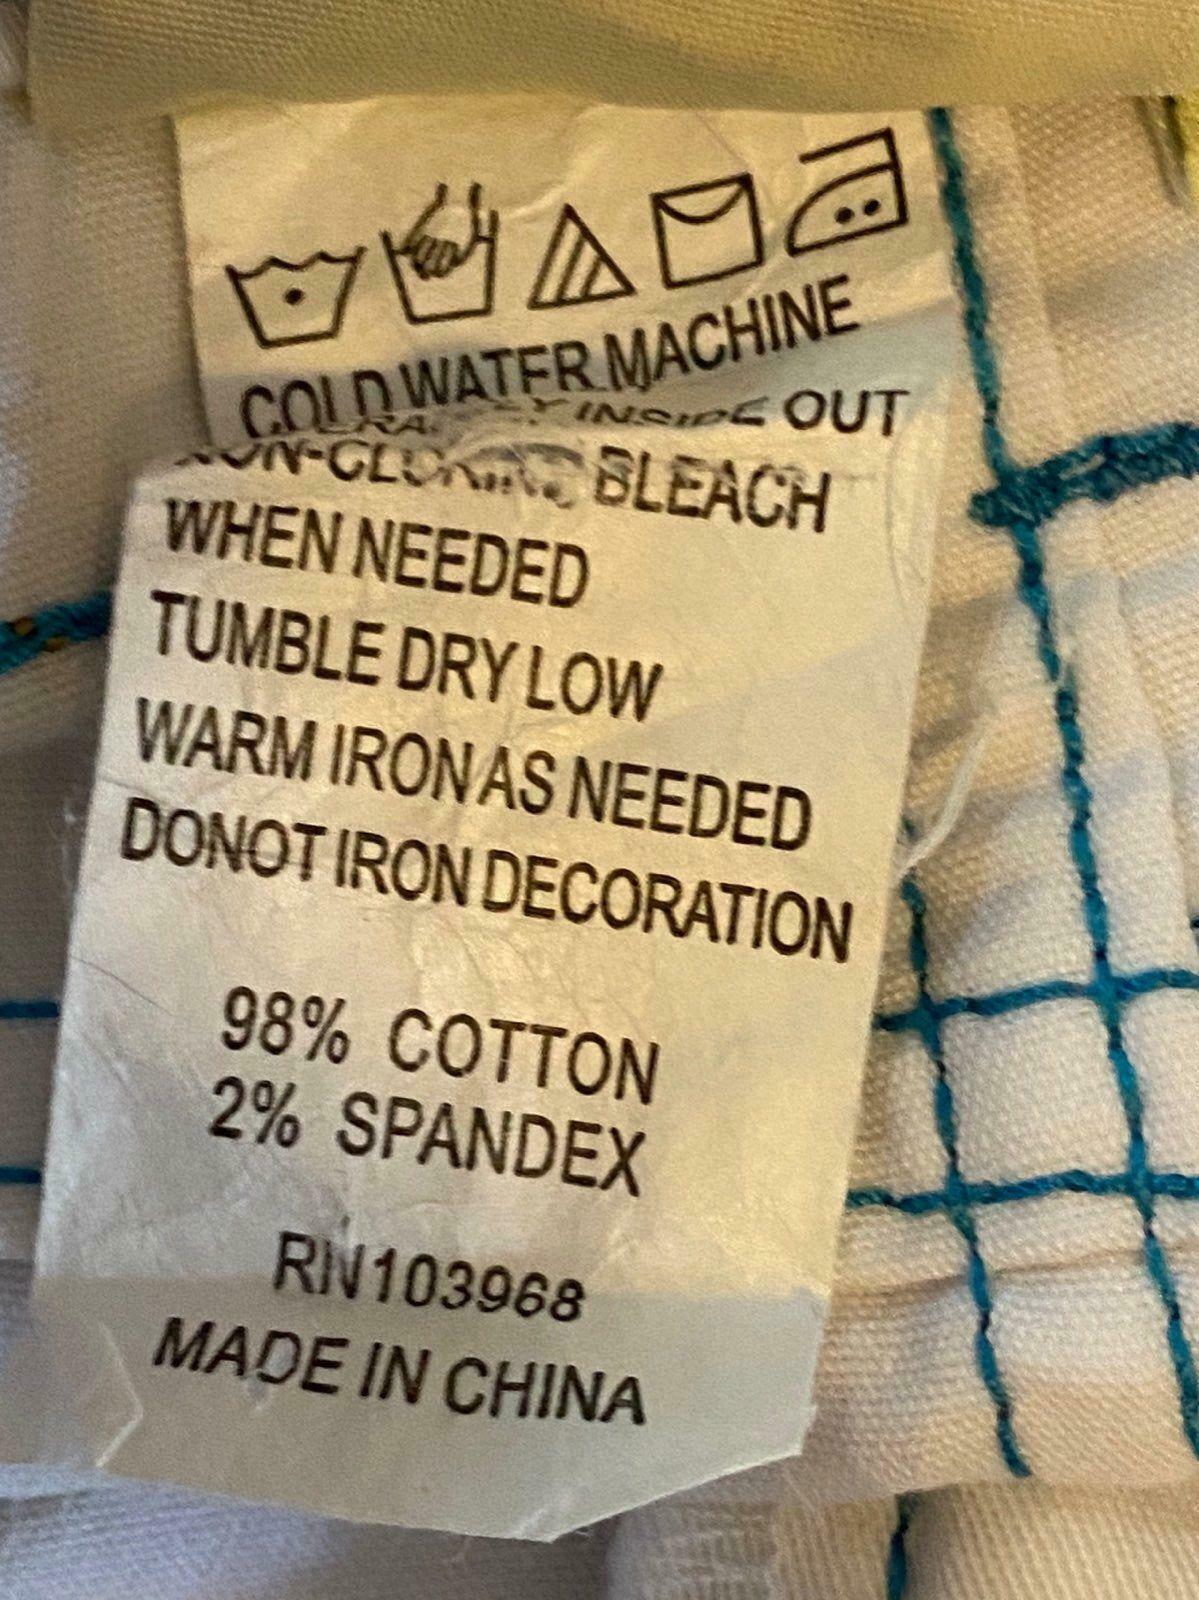 COLD WATER MACHINE
INSIDE OUT
BLEACH
WHEN NEEDED
TUMBLE DRY LOW
WARM IRON AS NEEDED
DONOT IRON DECORATION
98% COTTON
2% SPANDEX
RN103968
MADE IN CHINA